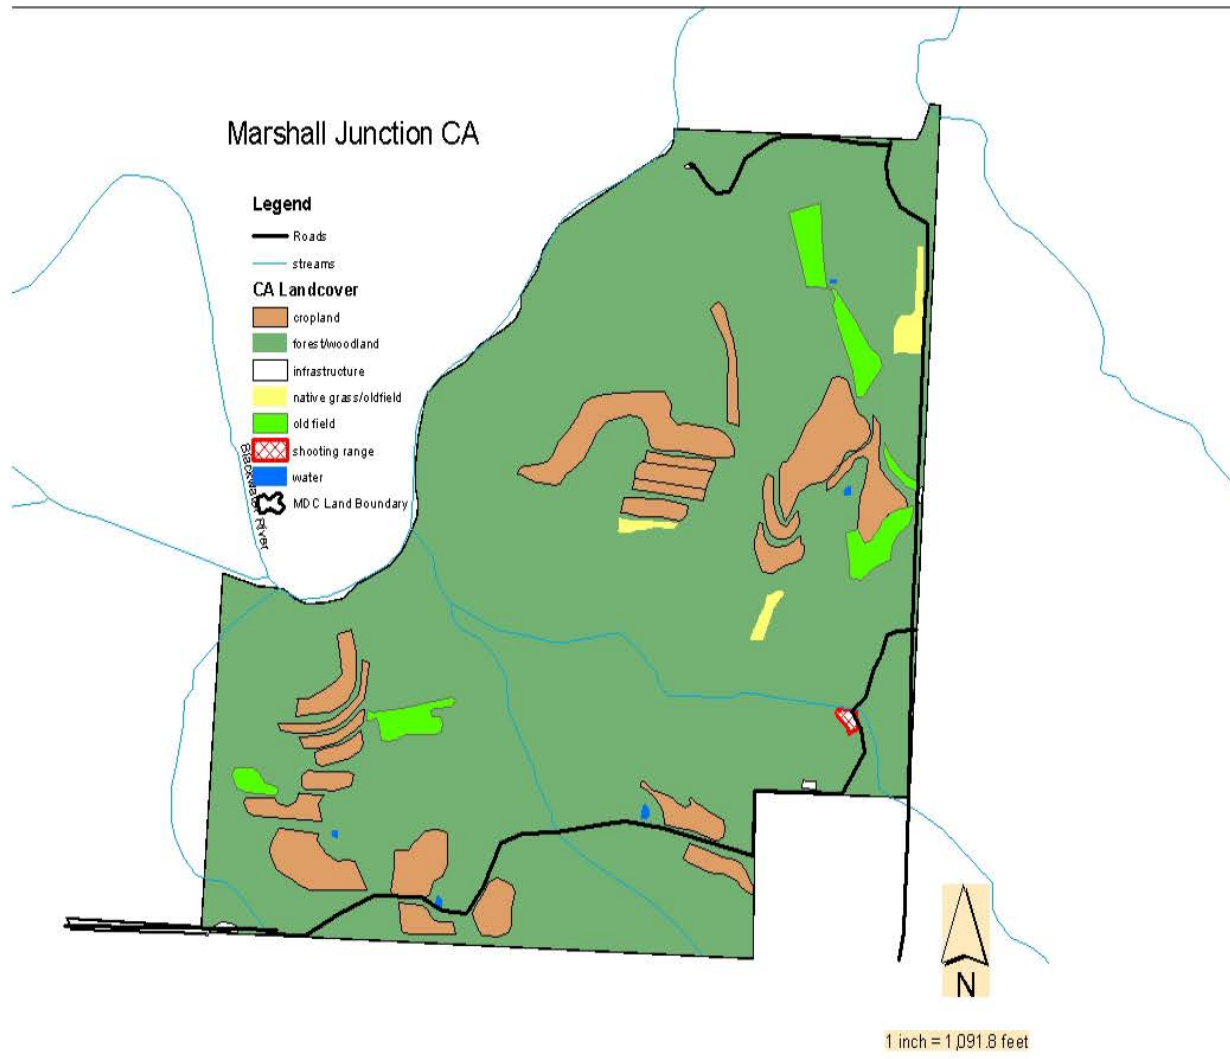 Marshall Junction CA
Legend
Roads
streams
CA Landcover
cropland
forest/woodland
infrastructure
native grass/oldfield
old field
shooting range
water
MDC Land Boundary
Blackwater River
N
1 inch = 1,091.8 feet